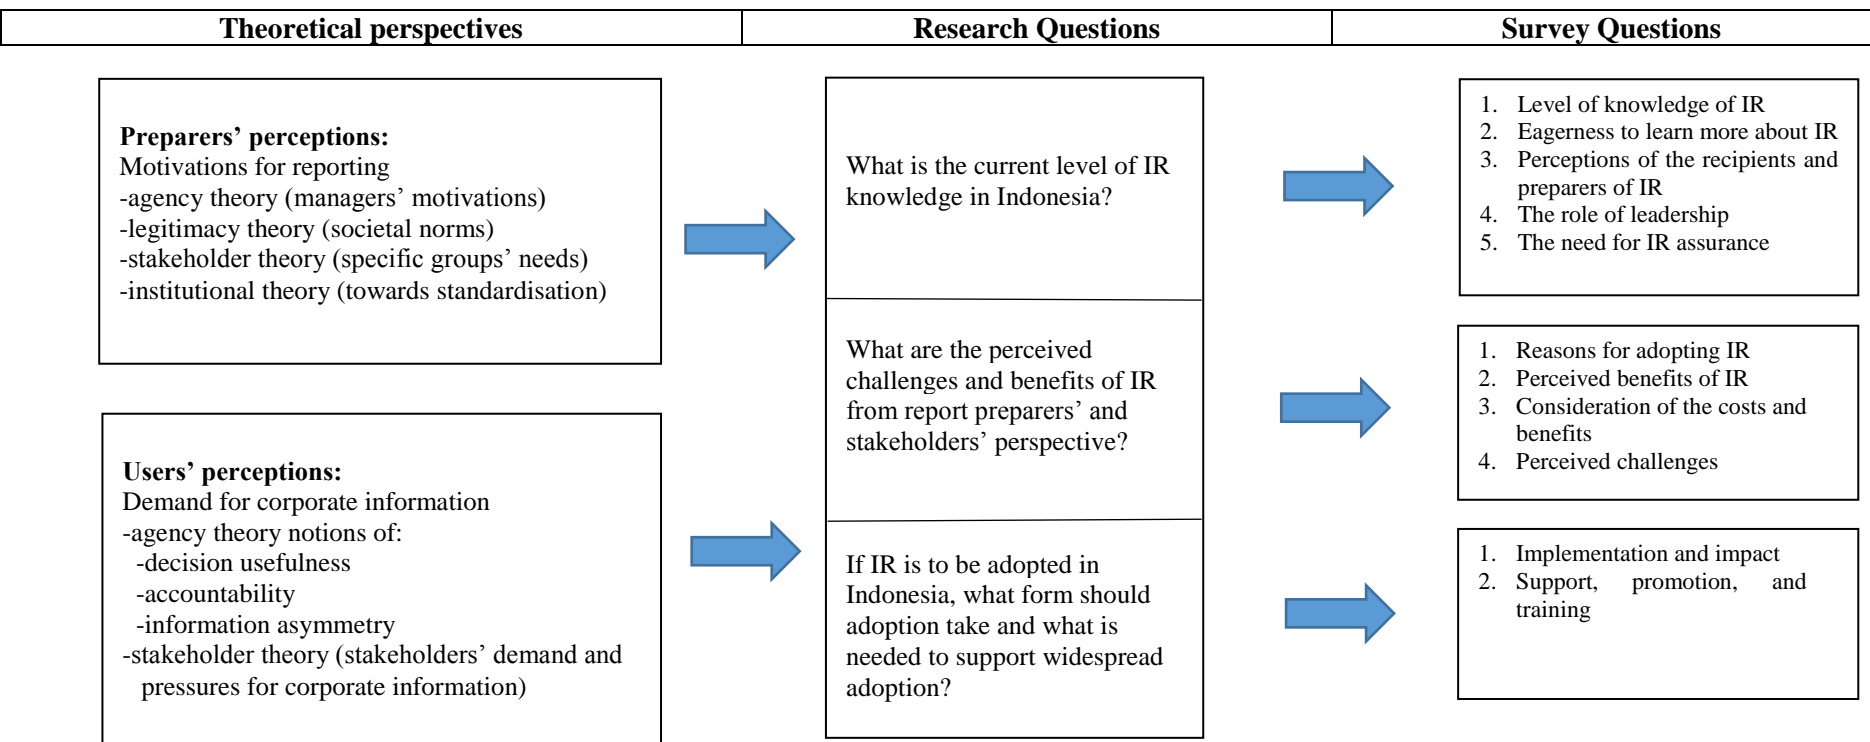 Theoretical perspectives
Research Questions
Survey Questions
Preparers’ perceptions:
Motivations for reporting
-agency theory (managers’ motivations)
-legitimacy theory (societal norms)
-stakeholder theory (specific groups’ needs)
-institutional theory (towards standardisation)
Users’ perceptions:
Demand for corporate information
-agency theory notions of:
-decision usefulness
-accountability
-information asymmetry
-stakeholder theory (stakeholders’ demand and
pressures for corporate information)
What is the current level of IR
knowledge in Indonesia?
What are the perceived
challenges and benefits of IR
from report preparers’ and
stakeholders’ perspective?
If IR is to be adopted in
Indonesia, what form should
adoption take and what is
needed to support widespread
adoption?
1. Level of knowledge of IR
2. Eagerness to learn more about IR
3. Perceptions of the recipients and
preparers of IR
4. The role of leadership
5. The need for IR assurance
1. Reasons for adopting IR
2. Perceived benefits of IR
3. Consideration of the costs and
benefits
4. Perceived challenges
1. Implementation and impact
2. Support, promotion, and
training